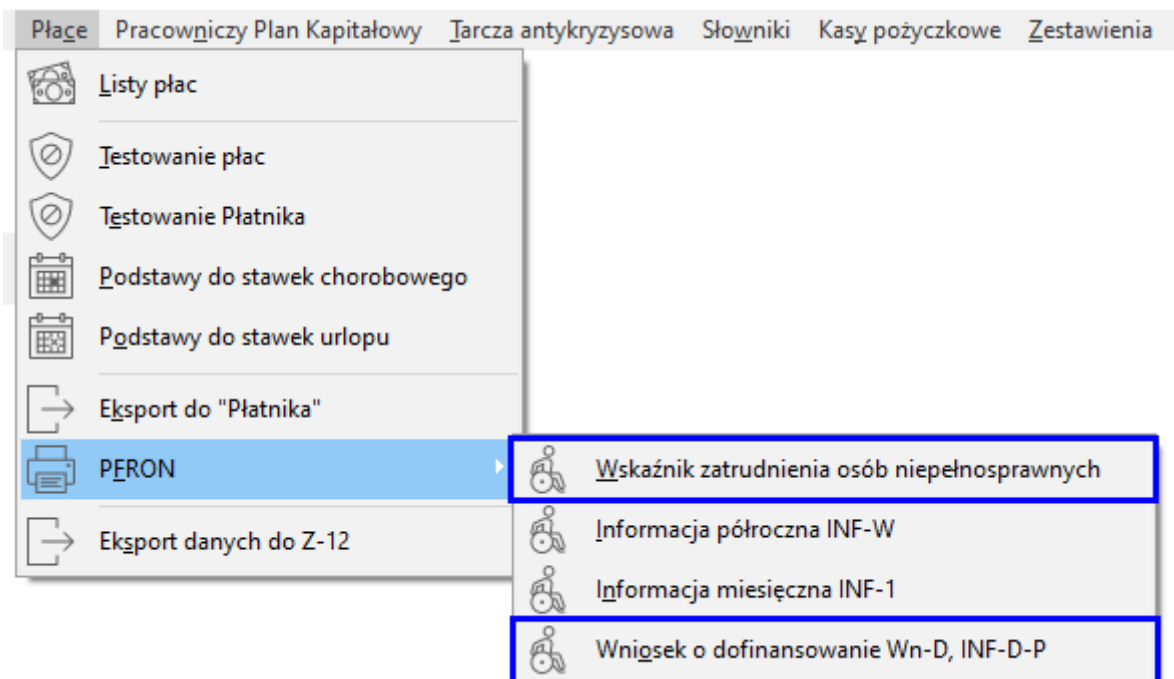 Płace Pracowniczy Plan Kapitałowy Tarcza antykryzysowa Słowniki Kasy pożyczkowe Zestawienia
Listy płac
Testowanie płac
Testowanie Płatnika
Podstawy do stawek chorobowego
Podstawy do stawek urlopu
Eksport do "Płatnika"
PFRON
Eksport danych do Z-12
Wskaźnik zatrudnienia osób niepełnosprawnych
Informacja półroczna INF-W
Informacja miesięczna INF-1
Wniosek o dofinansowanie Wn-D, INF-D-P